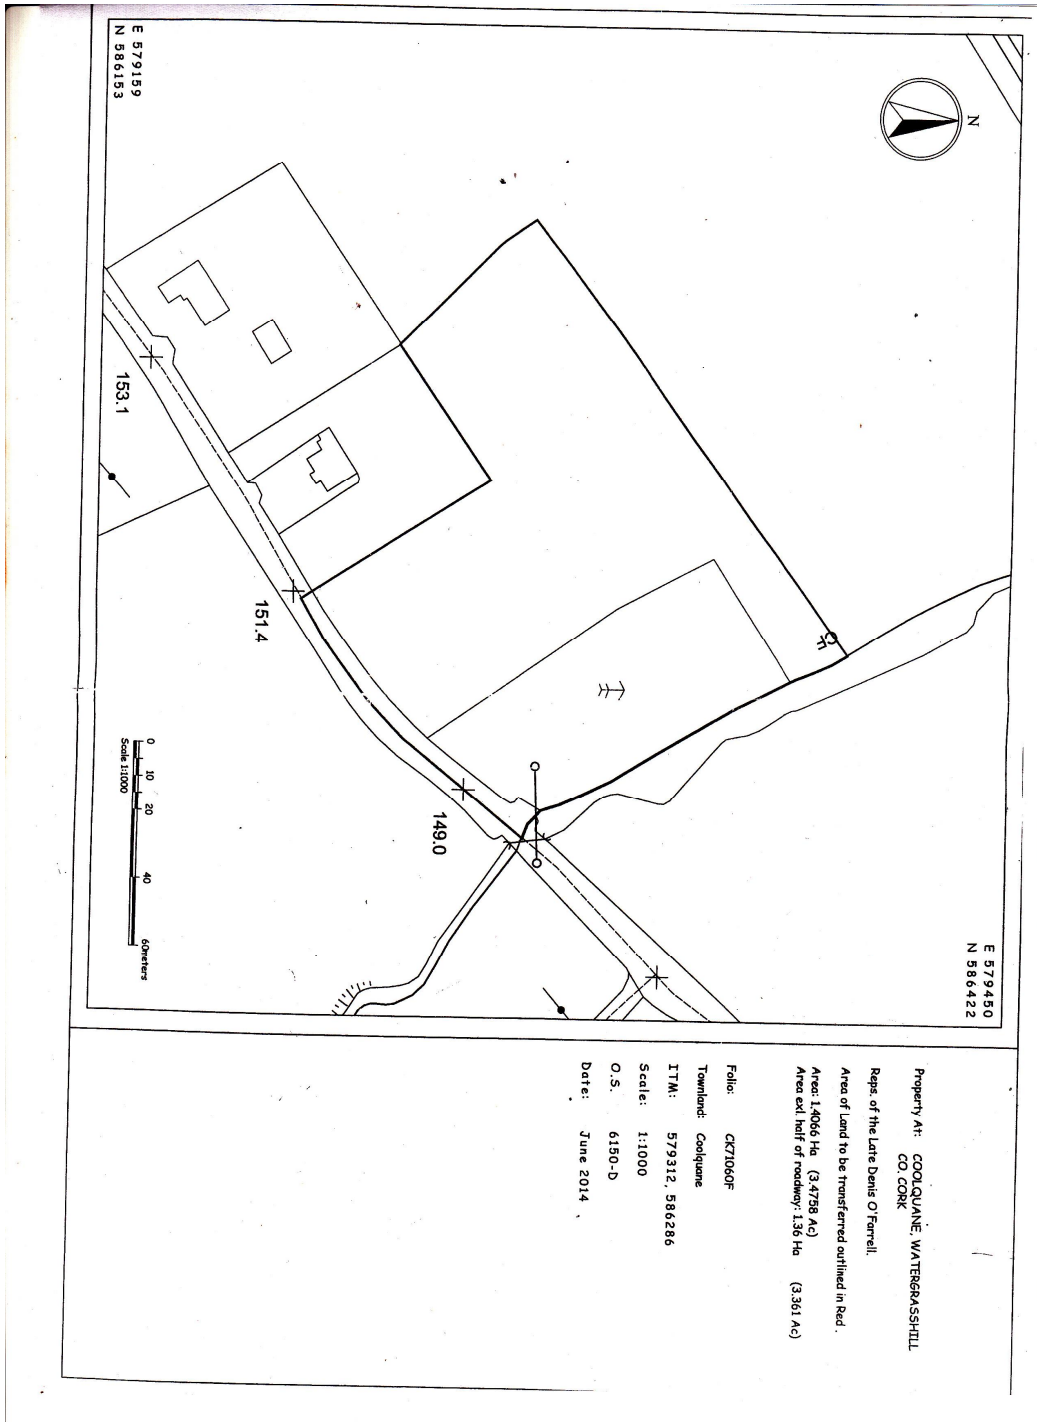 N
E 579159
N 586153
E 579450
N 586422
153.1
151.4
149.0
CF
0 10 20 40 60meters
Scale 1:1000
Property At: COOLQUANE, WATERGRASSHILL
CO. CORK
Reps. of the Late Denis O'Farrell.
Area of Land to be transferred outlined in Red .
Area: 1.4066 Ha (3.4758 Ac)
Area exl. half of roadway: 1.36 Ha (3.361 Ac)
Folio: CK71060F
Townland: Coolquane
ITM: 579312, 586286
Scale: 1:1000
O.S. 6150-D
Date: June 2014